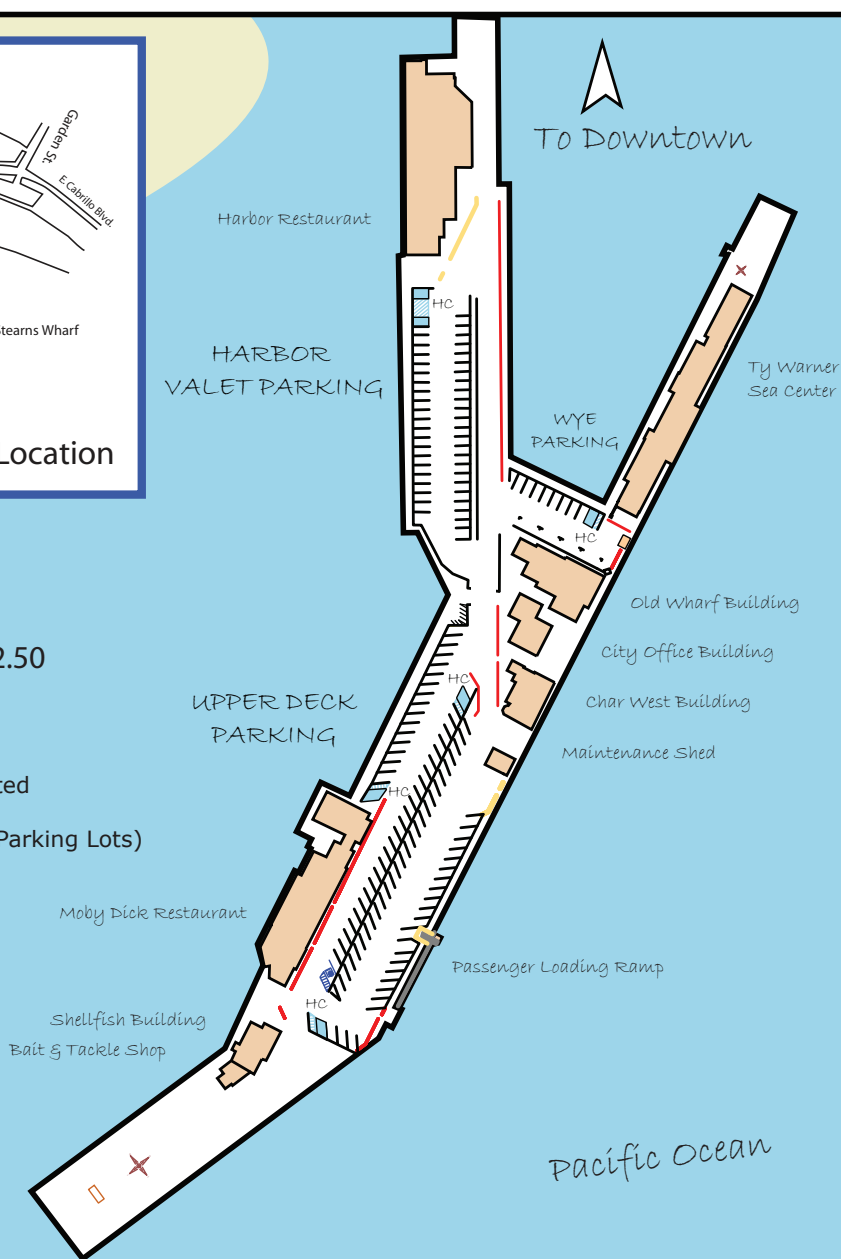 Garden St.
E.Cabrillo Blvd.
Stearns Wharf
Location
To Downtown
Harbor Restaurant
HC
HARBOR
VALET PARKING
Ty Warner
Sea Center
WYE
PARKING
HC
Old Wharf Building
2.50
City Office Building
HC
UPPER DECK
PARKING
Char West Building
Maintenance Shed
HC
Parking Lots)
Moby Dick Restaurant
Passenger Loading Ramp
HC
Shellfish Building
Bait & Tackle Shop
Pacific Ocean